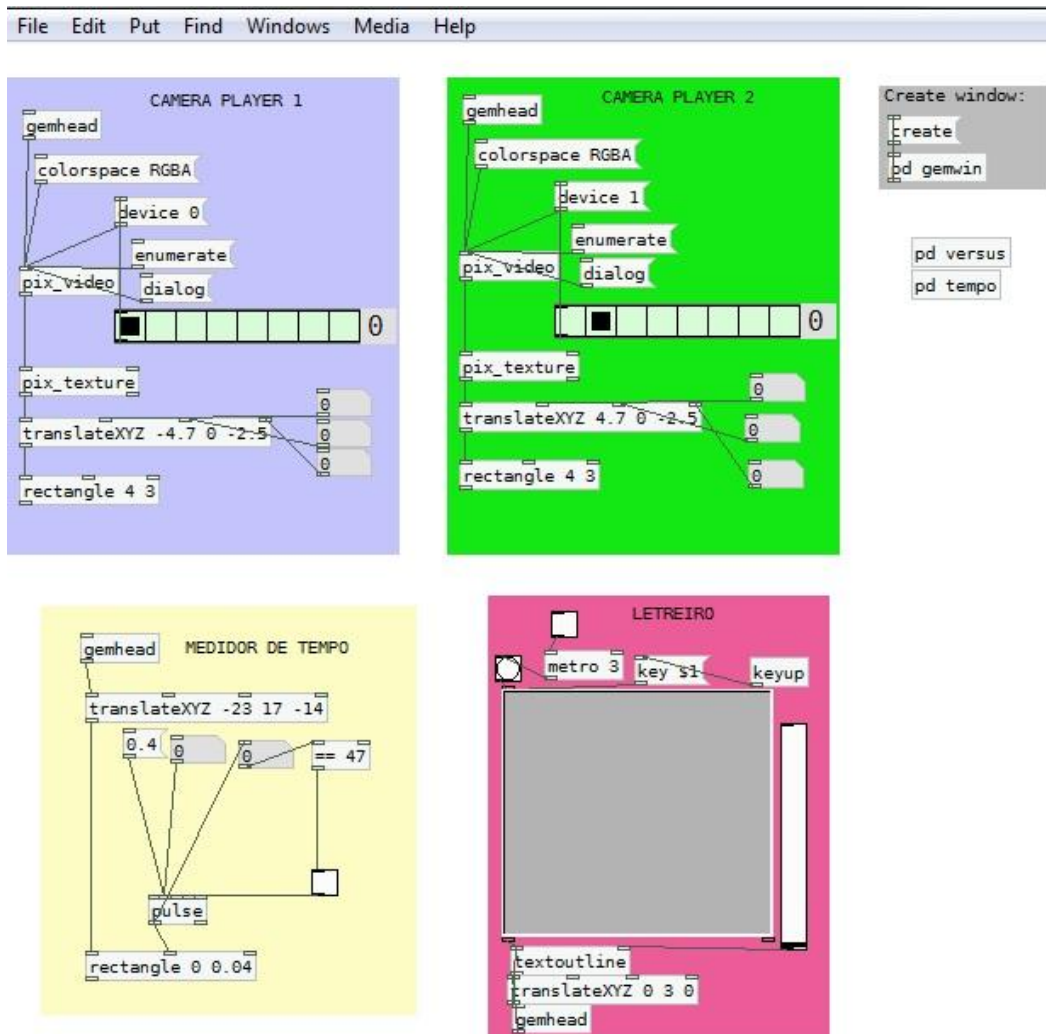 File Edit Put Find Windows Media Help
CAMERA PLAYER 1
gemhead
colorspace RGBA
device 0
enumerate
pix_video
dialog
0
pix_texture
0
translateXYZ -4.7 0 -2.5
0
0
rectangle 4 3
CAMERA PLAYER 2
gemhead
colorspace RGBA
device 1
enumerate
pix_video
dialog
0
pix_texture
0
translateXYZ 4.7 0 -2.5
0
0
rectangle 4 3
Create window:
create
pd gemwin
pd versus
pd tempo
MEDIDOR DE TEMPO
gemhead
translateXYZ -23 17 -14
0.4 0 0 == 47
pulse
rectangle 0 0.04
LETREIRO
metro 3 key $1 keyup
textoutline
translateXYZ 0 3 0
gemhead